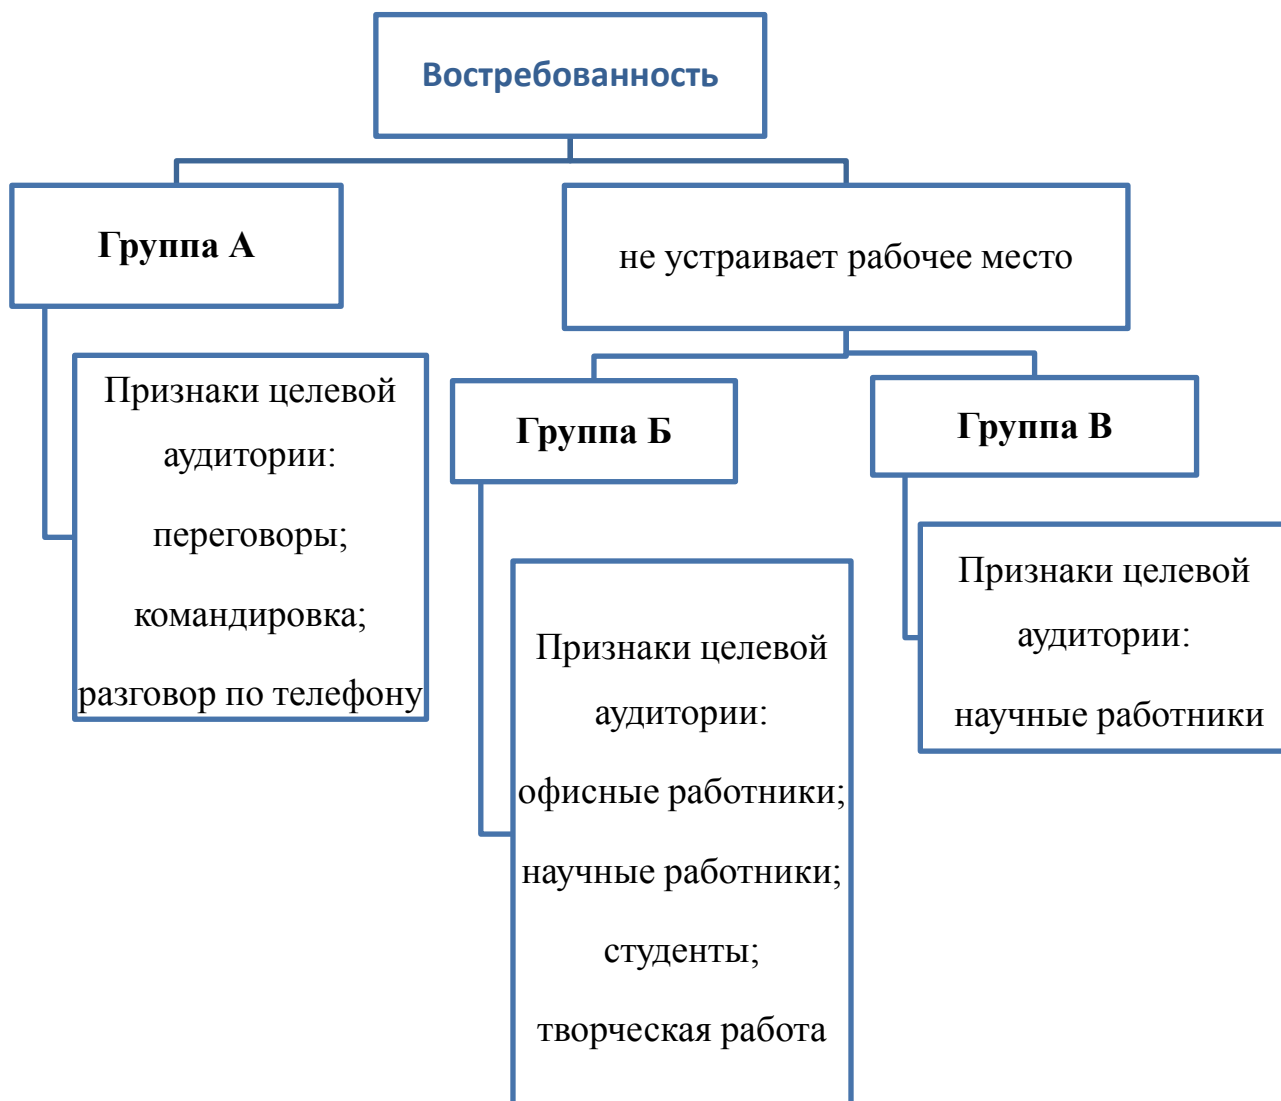 Востребованность
Группа А
не устраивает рабочее место
Признаки целевой
аудитории:
переговоры;
командировка;
разговор по телефону
Группа Б
Группа В
Признаки целевой
аудитории:
офисные работники;
научные работники;
студенты;
творческая работа
Признаки целевой
аудитории:
научные работники